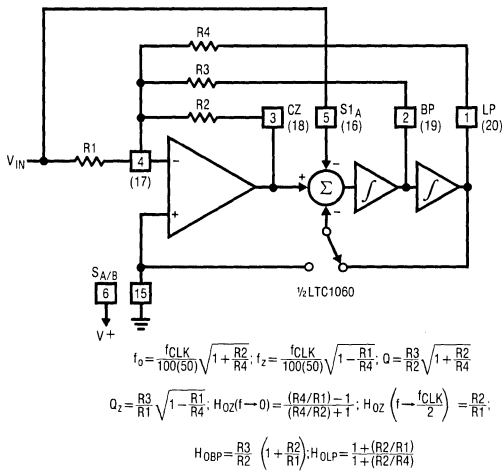 R4
R3
R2
CZ
S1A
BP
LP
3
5
2
1
(18)
(16)
(19)
(20)
R1
VIN
4
(17)
−
+
+
−
Σ
−
∫
∫
SA/B
6
15
V+
½LTC1060
fo = fCLK/100(50) √(1 + R2/R4); fz = fCLK/100(50) √(1 − R1/R4); Q = R3/R2 √(1 + R2/R4)
Qz = R3/R1 √(1 − R1/R4); HOZ(f→0) = (R4/R1) − 1/(R4/R2) + 1; HOZ (f→ fCLK/2) = R2/R1;
HOBP = R3/R2 (1 + R2/R1); HOLP = 1 + (R2/R1)/1 + (R2/R4)